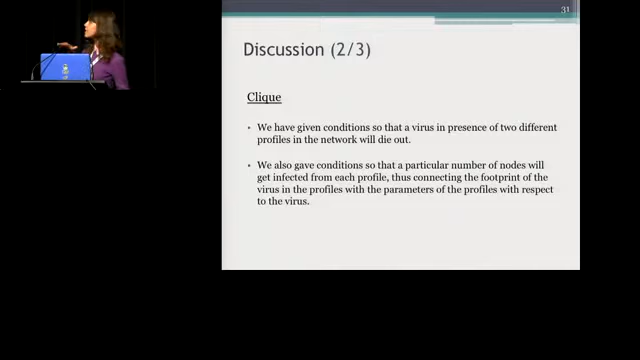 31
Discussion (2/3)
Clique
• We have given conditions so that a virus in presence of two different
profiles in the network will die out.
• We also gave conditions so that a particular number of nodes will
get infected from each profile, thus connecting the footprint of the
virus in the profiles with the parameters of the profiles with respect
to the virus.